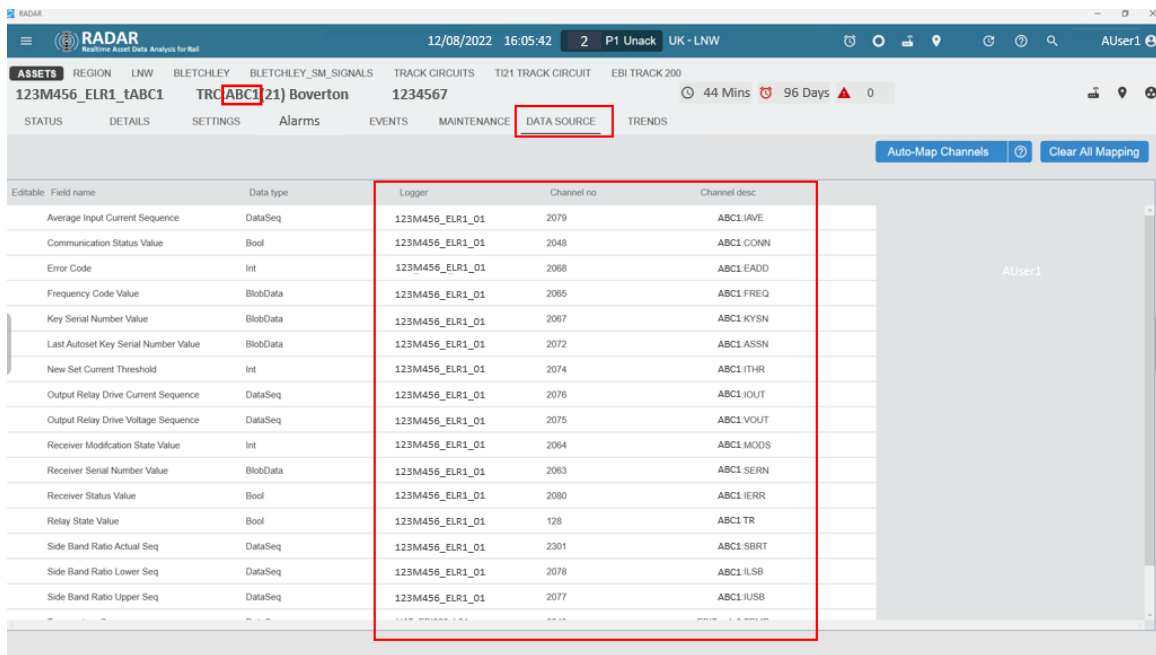 RADAR
RADAR
Realtime Asset Data Analysis for Rail
12/08/2022 16:05:42 2 P1 Unack UK - LNW AUser1
ASSETS REGION LNW BLETCHLEY BLETCHLEY_SM_SIGNALS TRACK CIRCUITS TI21 TRACK CIRCUIT EBI TRACK 200
123M456_ELR1_tABC1 TRC ABC1 (21) Boverton 1234567 44 Mins 96 Days 0
STATUS DETAILS SETTINGS Alarms EVENTS MAINTENANCE DATA SOURCE TRENDS
Auto-Map Channels Clear All Mapping
Editable Field name Data type Logger Channel no Channel desc
Average Input Current Sequence DataSeq 123M456_ELR1_01 2079 ABC1:IAVE
Communication Status Value Bool 123M456_ELR1_01 2048 ABC1:CONN
Error Code Int 123M456_ELR1_01 2068 ABC1:EADD
AUser1
Frequency Code Value BlobData 123M456_ELR1_01 2065 ABC1:FREQ
Key Serial Number Value BlobData 123M456_ELR1_01 2067 ABC1:KYSN
Last Autoset Key Serial Number Value BlobData 123M456_ELR1_01 2072 ABC1:ASSN
New Set Current Threshold Int 123M456_ELR1_01 2074 ABC1:ITHR
Output Relay Drive Current Sequence DataSeq 123M456_ELR1_01 2076 ABC1:IOUT
Output Relay Drive Voltage Sequence DataSeq 123M456_ELR1_01 2075 ABC1:VOUT
Receiver Modifcation State Value Int 123M456_ELR1_01 2064 ABC1:MODS
Receiver Serial Number Value BlobData 123M456_ELR1_01 2063 ABC1:SERN
Receiver Status Value Bool 123M456_ELR1_01 2080 ABC1:IERR
Relay State Value Bool 123M456_ELR1_01 128 ABC1 TR
Side Band Ratio Actual Seq DataSeq 123M456_ELR1_01 2301 ABC1:SBRT
Side Band Ratio Lower Seq DataSeq 123M456_ELR1_01 2078 ABC1:ILSB
Side Band Ratio Upper Seq DataSeq 123M456_ELR1_01 2077 ABC1:IUSB